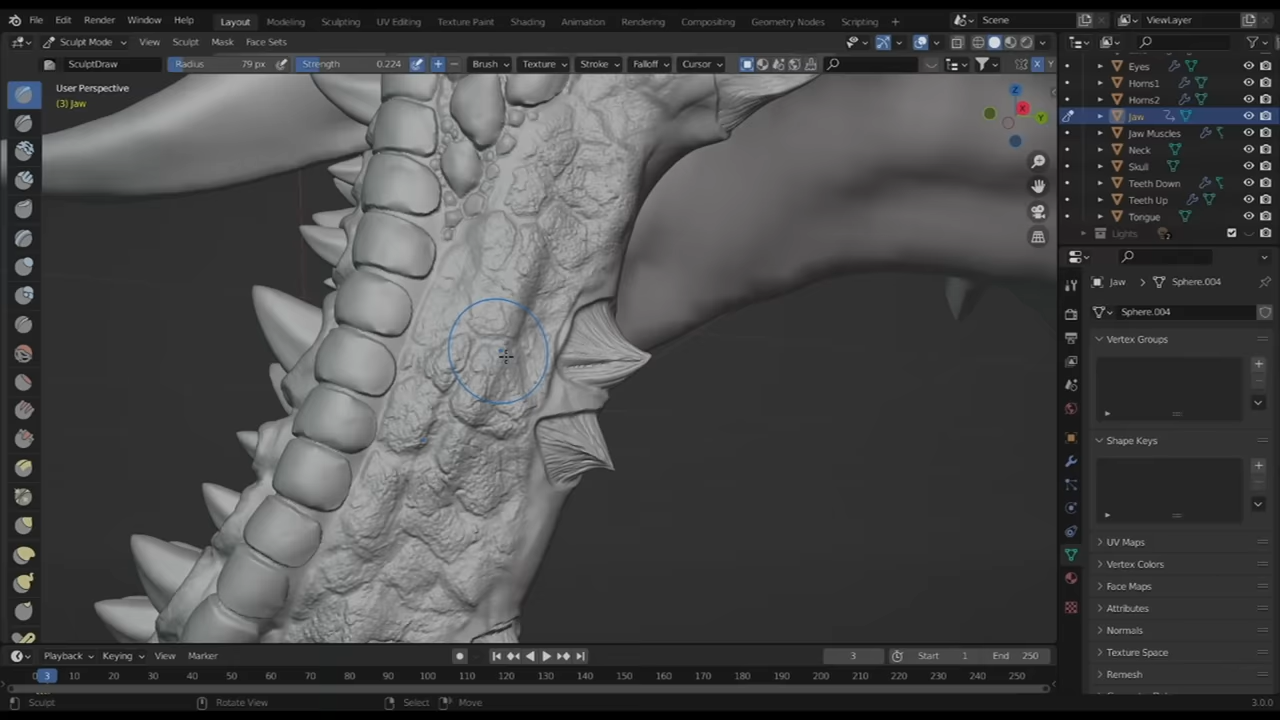 File Edit Render Window Help Layout Modeling Sculpting UV Editing Texture Paint Shading Animation Rendering Compositing Geometry Nodes Scripting + Scene ViewLayer
Sculpt Mode View Sculpt Mask Face Sets
SculptDraw Radius 79 px Strength 0.224 + − Brush Texture Stroke Falloff Cursor X Y
User Perspective
(3) Jaw
Z
X
Y
Eyes
Horns1
Horns2
Jaw
Jaw Muscles
Neck
Skull
Teeth Down
Teeth Up
Tongue
Lights 2
Jaw > Sphere.004
Sphere.004
Vertex Groups
Shape Keys
UV Maps
Vertex Colors
Face Maps
Attributes
Normals
Texture Space
Remesh
Playback Keying View Marker 3 Start 1 End 250
0 3 10 20 30 40 50 60 70 80 90 100 110 120 130 140 150 160 170 180 190 200 210 220 230 240 250
Sculpt Rotate View Select Move 3.0.0